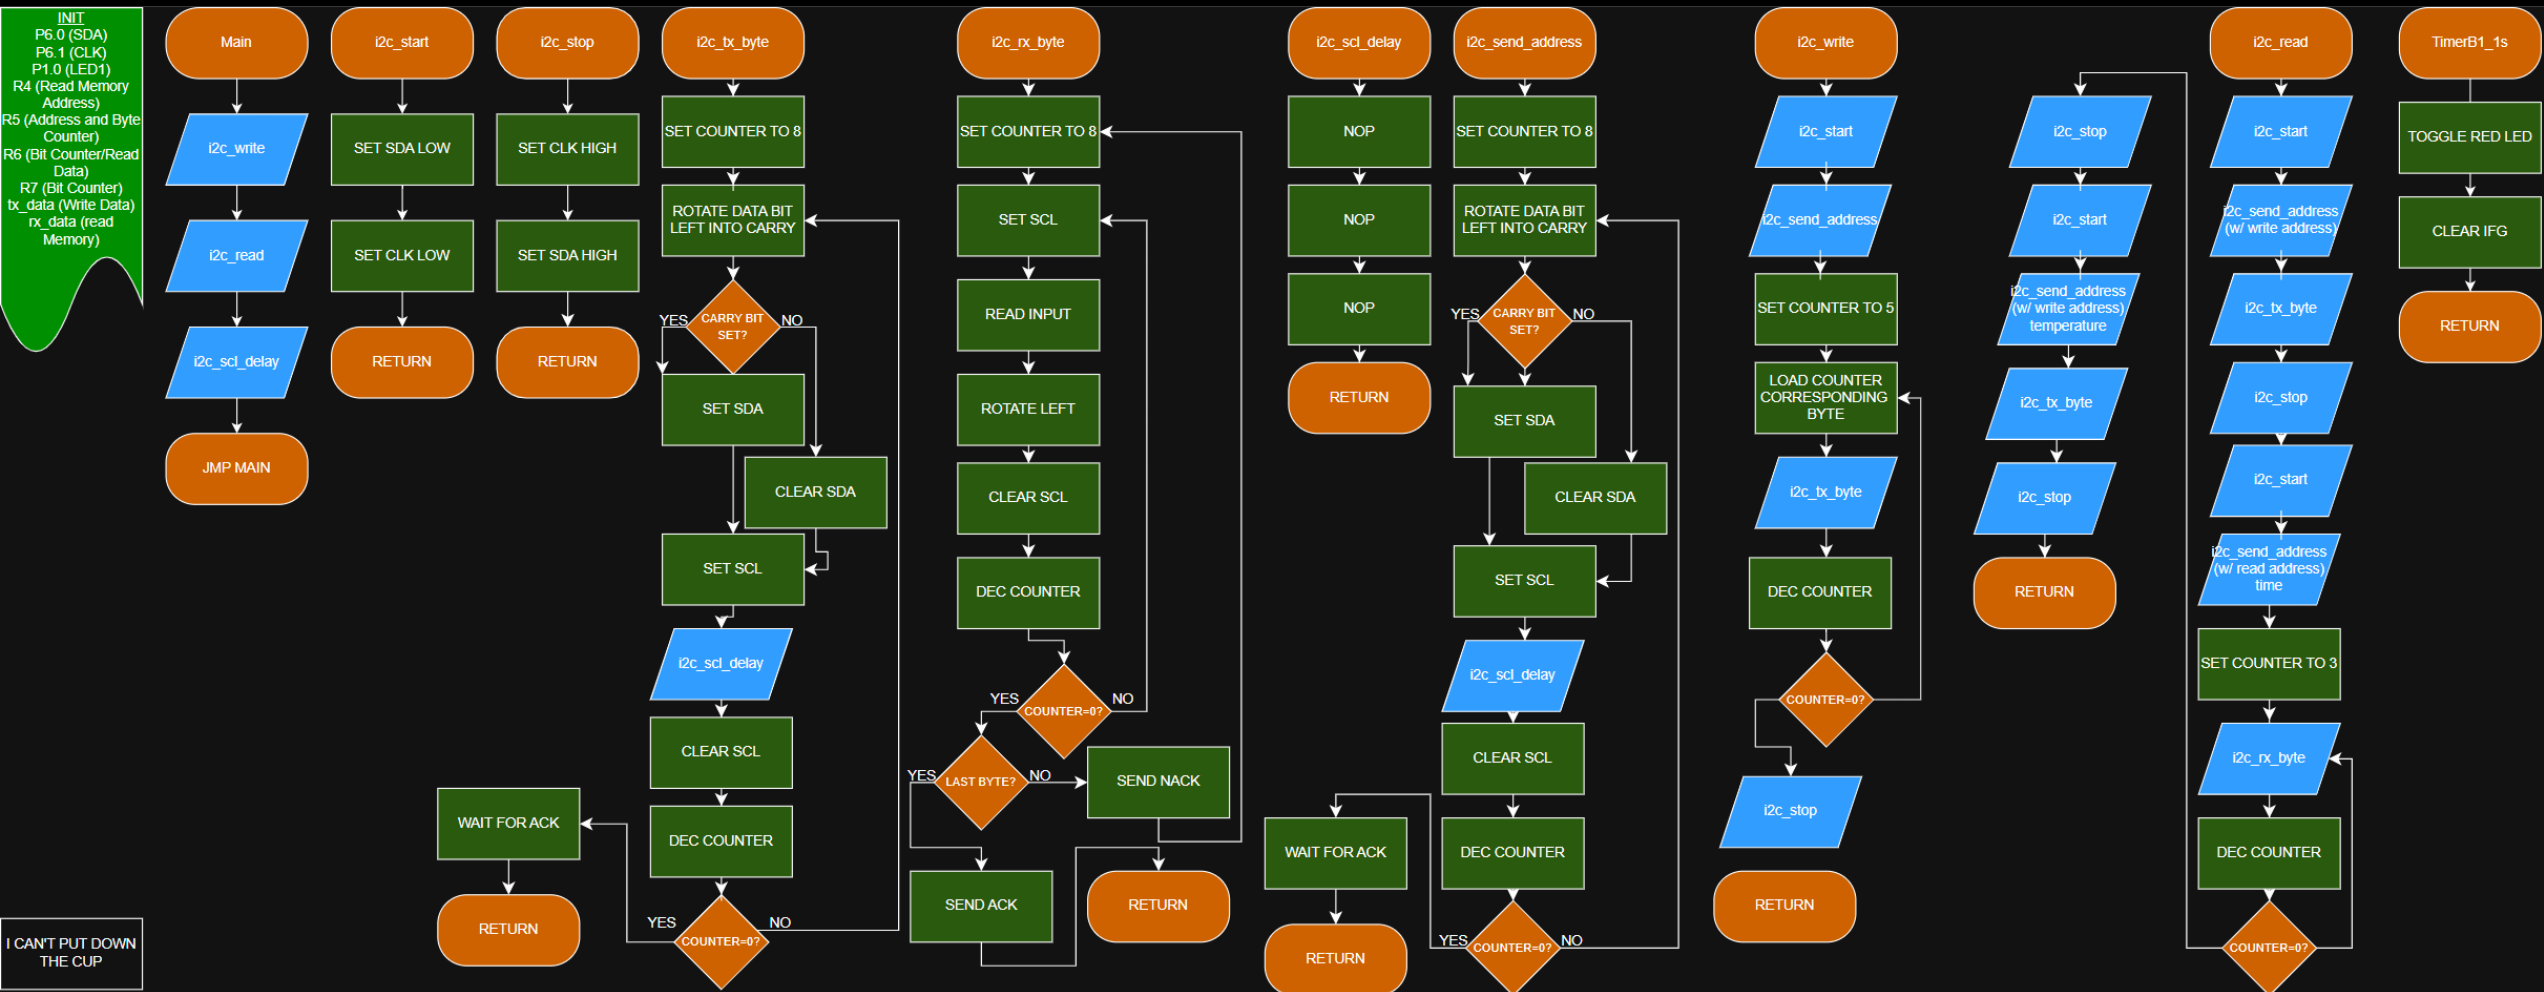 INIT
P6.0 (SDA)
P6.1 (CLK)
P1.0 (LED1)
R4 (Read Memory
Address)
R5 (Address and Byte
Counter)
R6 (Bit Counter/Read
Data)
R7 (Bit Counter)
tx_data (Write Data)
rx_data (read
Memory)
I CAN'T PUT DOWN
THE CUP
Main
i2c_write
i2c_read
i2c_scl_delay
JMP MAIN
i2c_start
SET SDA LOW
SET CLK LOW
RETURN
i2c_stop
SET CLK HIGH
SET SDA HIGH
RETURN
i2c_tx_byte
SET COUNTER TO 8
ROTATE DATA BIT
LEFT INTO CARRY
YES
CARRY BIT
SET?
NO
SET SDA
CLEAR SDA
SET SCL
i2c_scl_delay
CLEAR SCL
DEC COUNTER
YES
COUNTER=0?
NO
WAIT FOR ACK
RETURN
i2c_rx_byte
SET COUNTER TO 8
SET SCL
READ INPUT
ROTATE LEFT
CLEAR SCL
DEC COUNTER
YES
COUNTER=0?
NO
YES
LAST BYTE?
NO
SEND NACK
SEND ACK
RETURN
i2c_scl_delay
NOP
NOP
NOP
RETURN
i2c_send_address
SET COUNTER TO 8
ROTATE DATA BIT
LEFT INTO CARRY
YES
CARRY BIT
SET?
NO
SET SDA
CLEAR SDA
SET SCL
i2c_scl_delay
CLEAR SCL
DEC COUNTER
YES
COUNTER=0?
NO
WAIT FOR ACK
RETURN
i2c_write
i2c_start
i2c_send_address
SET COUNTER TO 5
LOAD COUNTER
CORRESPONDING
BYTE
i2c_tx_byte
DEC COUNTER
COUNTER=0?
i2c_stop
RETURN
i2c_read
i2c_start
i2c_send_address
(w/ write address)
i2c_tx_byte
i2c_stop
i2c_start
i2c_send_address
(w/ read address)
time
SET COUNTER TO 3
i2c_rx_byte
DEC COUNTER
COUNTER=0?
i2c_stop
i2c_start
i2c_send_address
(w/ write address)
temperature
i2c_tx_byte
i2c_stop
RETURN
TimerB1_1s
TOGGLE RED LED
CLEAR IFG
RETURN